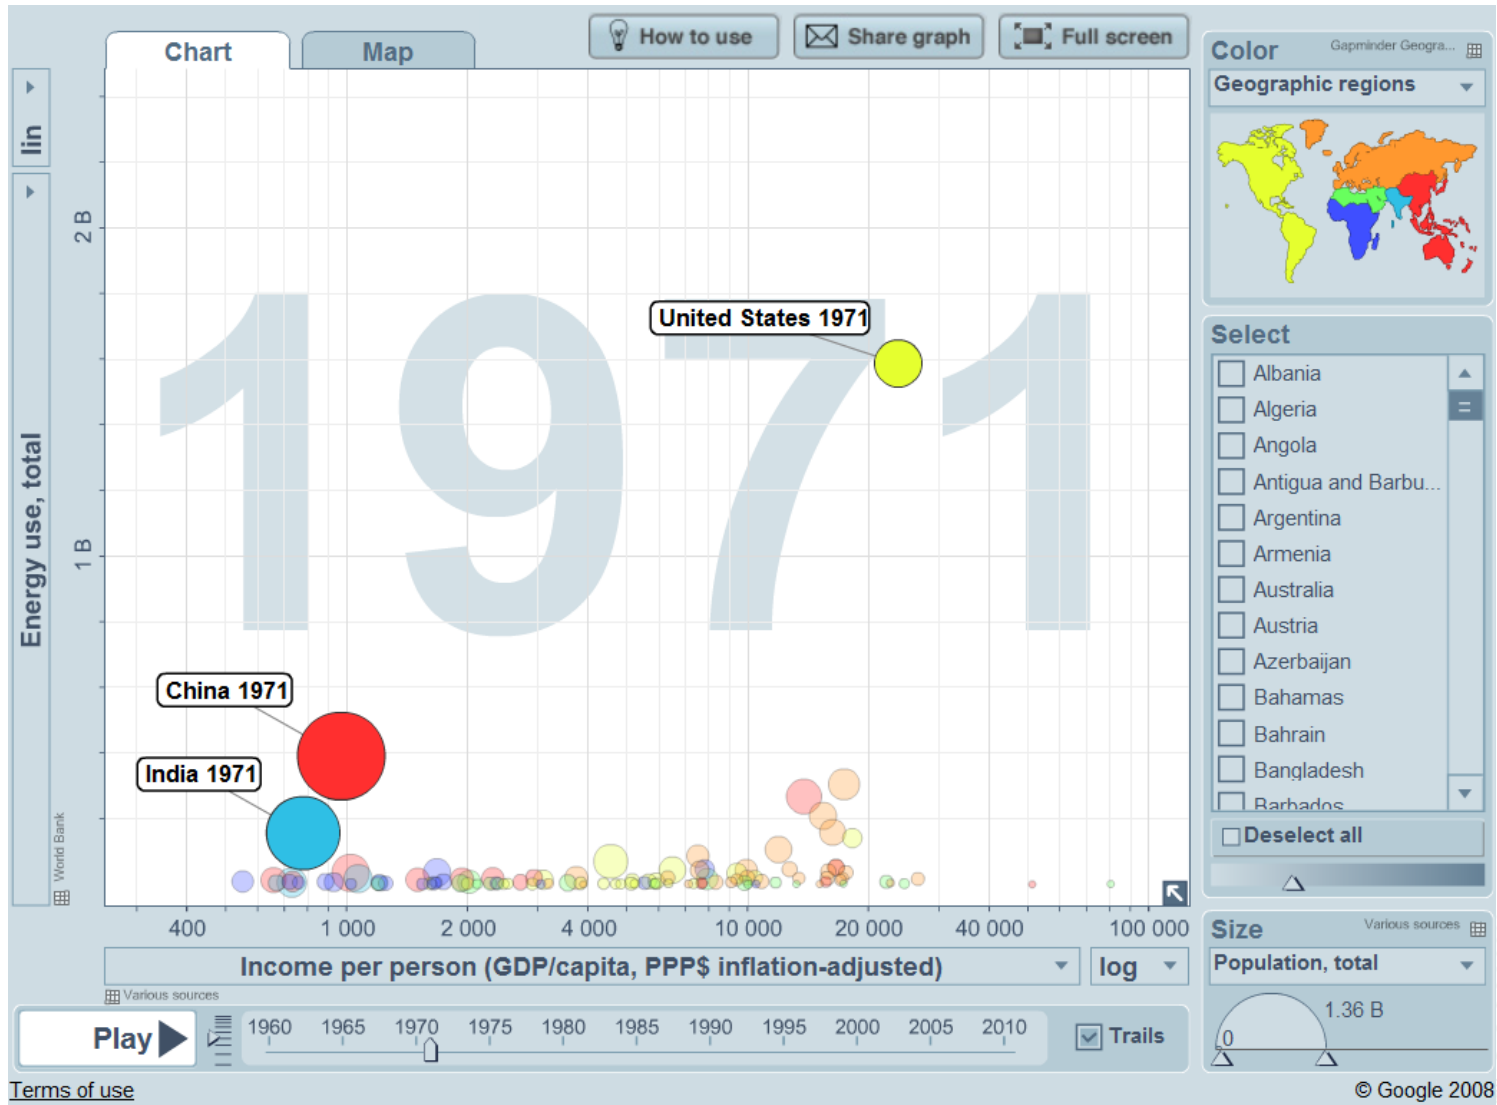 Chart
Map
How to use
Share graph
Full screen
lin
Energy use, total
World Bank
2 B
1 B
1971
United States 1971
China 1971
India 1971
400
1 000
2 000
4 000
10 000
20 000
40 000
100 000
Income per person (GDP/capita, PPP$ inflation-adjusted)
log
Various sources
Play
1960 1965 1970 1975 1980 1985 1990 1995 2000 2005 2010
Trails
Terms of use
Color
Gapminder Geogra...
Geographic regions
Select
Albania
Algeria
Angola
Antigua and Barbu...
Argentina
Armenia
Australia
Austria
Azerbaijan
Bahamas
Bahrain
Bangladesh
Barbados
Deselect all
Size
Various sources
Population, total
1.36 B
0
© Google 2008